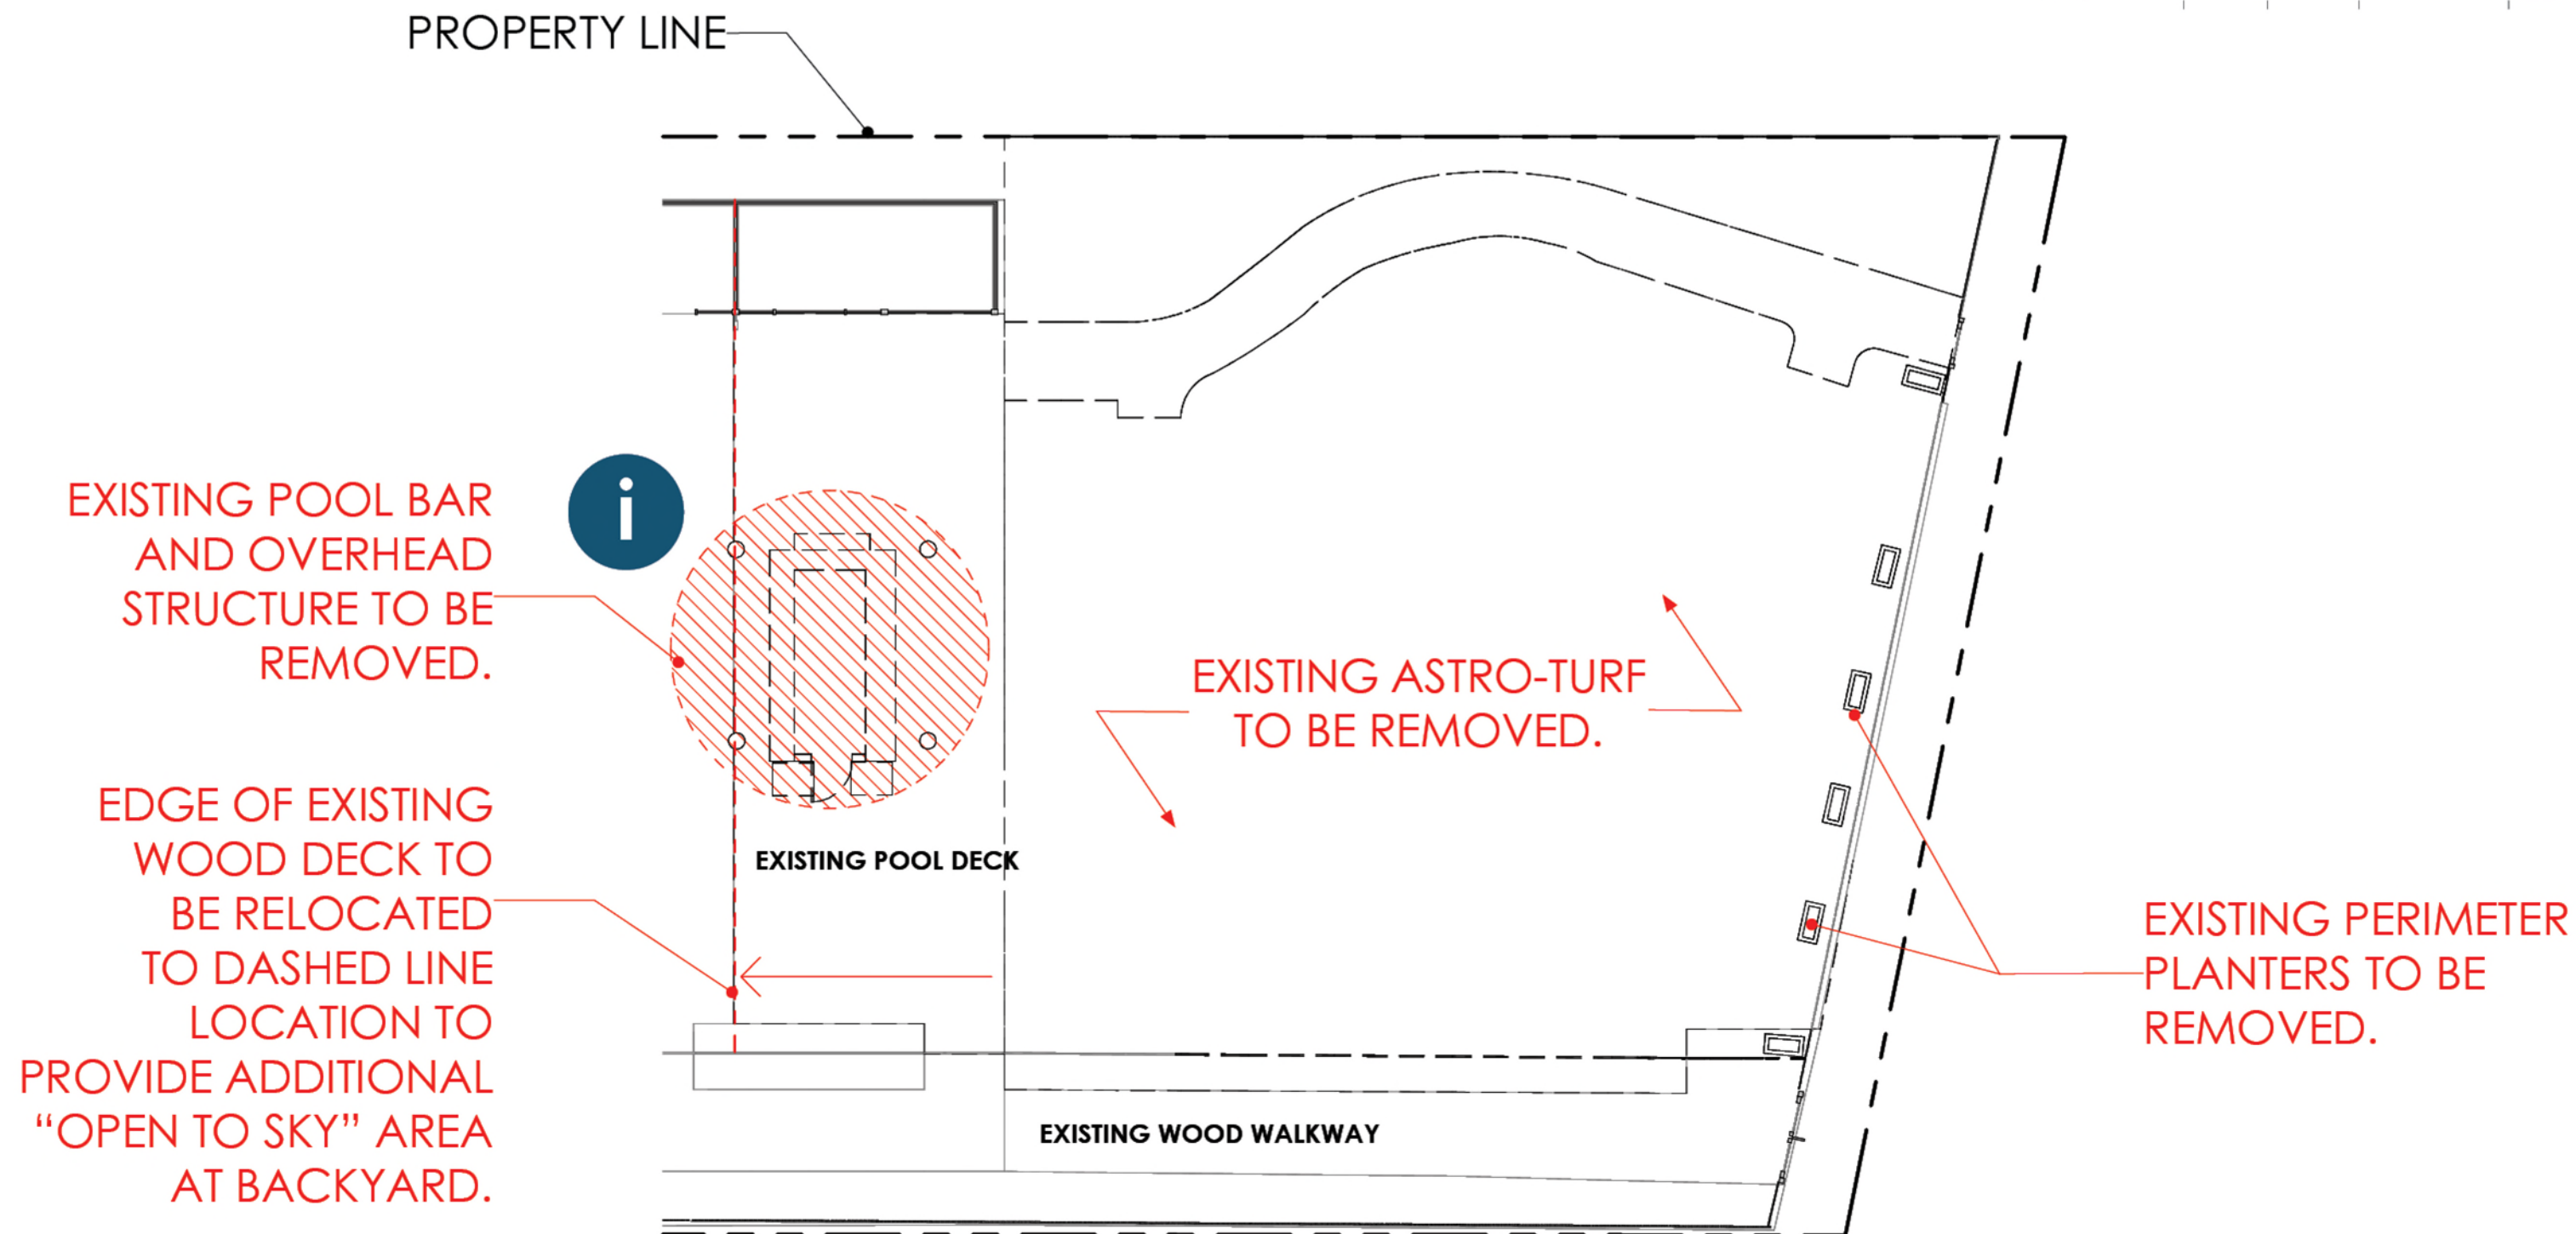 PROPERTY LINE
i
EXISTING POOL BAR
AND OVERHEAD
STRUCTURE TO BE
REMOVED.
EXISTING ASTRO-TURF
TO BE REMOVED.
EDGE OF EXISTING
WOOD DECK TO
BE RELOCATED
TO DASHED LINE
LOCATION TO
PROVIDE ADDITIONAL
“OPEN TO SKY” AREA
AT BACKYARD.
EXISTING POOL DECK
EXISTING PERIMETER
PLANTERS TO BE
REMOVED.
EXISTING WOOD WALKWAY